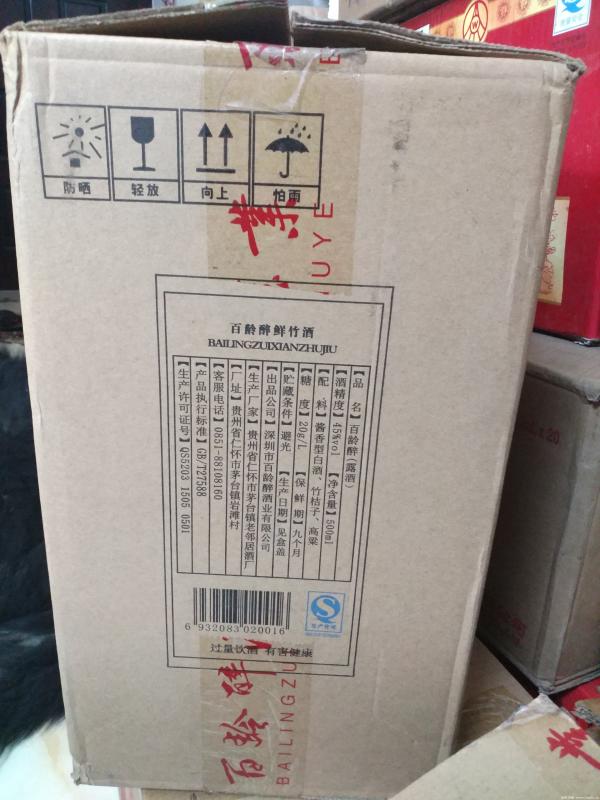 防晒
轻放
向上
怕雨
業
UYE
百龄醉鲜竹酒
BAILINGZUIXIANZHUJIU
【品 名】百龄醉(露酒)
【酒精度】45%vol 【净含量】500ml
【配 料】酱香型白酒、竹桔子、高粱
【糖 度】20g/L 【保 鲜 期】九个月
【贮藏条件】避光 【生产日期】见盒盖
【出品公司】深圳市百龄醉酒业有限公司
【生产厂家】贵州省仁怀市茅台镇老邻居酒厂
【厂址】贵州省仁怀市茅台镇岩滩村
【客服电话】0851-88108160
【产品执行标准】GB/T27588
【生产许可证号】QS5203 1505 0501
6 932083 020016
过量饮酒 有害健康
百龄醉
BAILINGZU